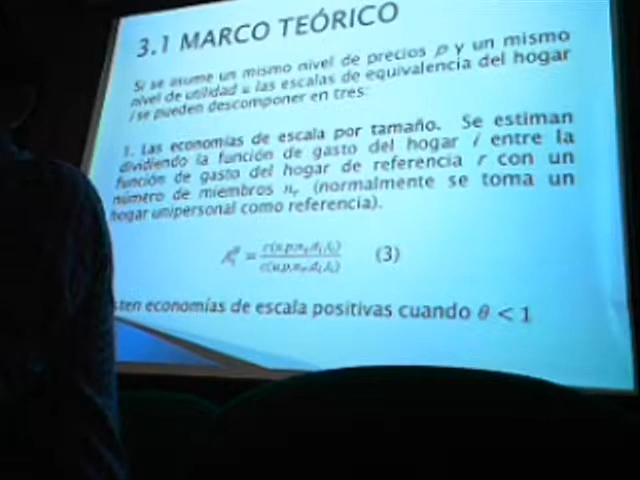 3.1 MARCO TEÓRICO
Si se asume un mismo nivel de precios p y un mismo
nivel de utilidad u las escalas de equivalencia del hogar
i se pueden descomponer en tres:
1. Las economías de escala por tamaño. Se estiman
dividiendo la función de gasto del hogar i entre la
función de gasto del hogar de referencia r con un
número de miembros nᵣ (normalmente se toma un
hogar unipersonal como referencia).
(3)
sten economías de escala positivas cuando θ < 1